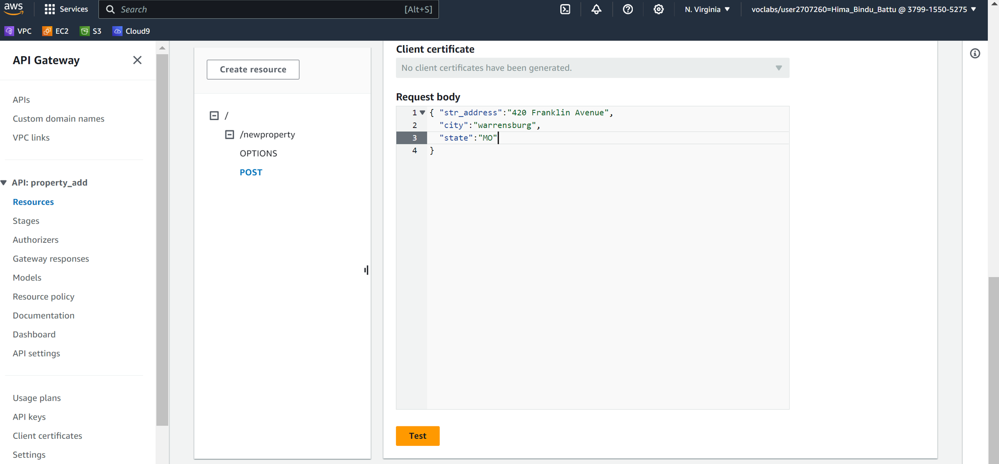 aws
Services
Search
[Alt+S]
N. Virginia
voclabs/user2707260=Hima_Bindu_Battu @ 3799-1550-5275
VPC
EC2
S3
Cloud9
API Gateway
APIs
Custom domain names
VPC links
API: property_add
Resources
Stages
Authorizers
Gateway responses
Models
Resource policy
Documentation
Dashboard
API settings
Usage plans
API keys
Client certificates
Settings
Create resource
/
/newproperty
OPTIONS
POST
Client certificate
No client certificates have been generated.
Request body
1 { "str_address":"420 Franklin Avenue",
2 "city":"warrensburg",
3 "state":"MO"
4 }
Test